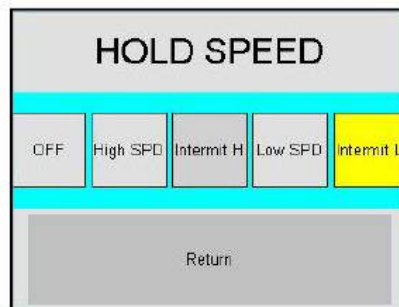 HOLD SPEED
OFF High SPD Intermit H Low SPD Intermit L
Return